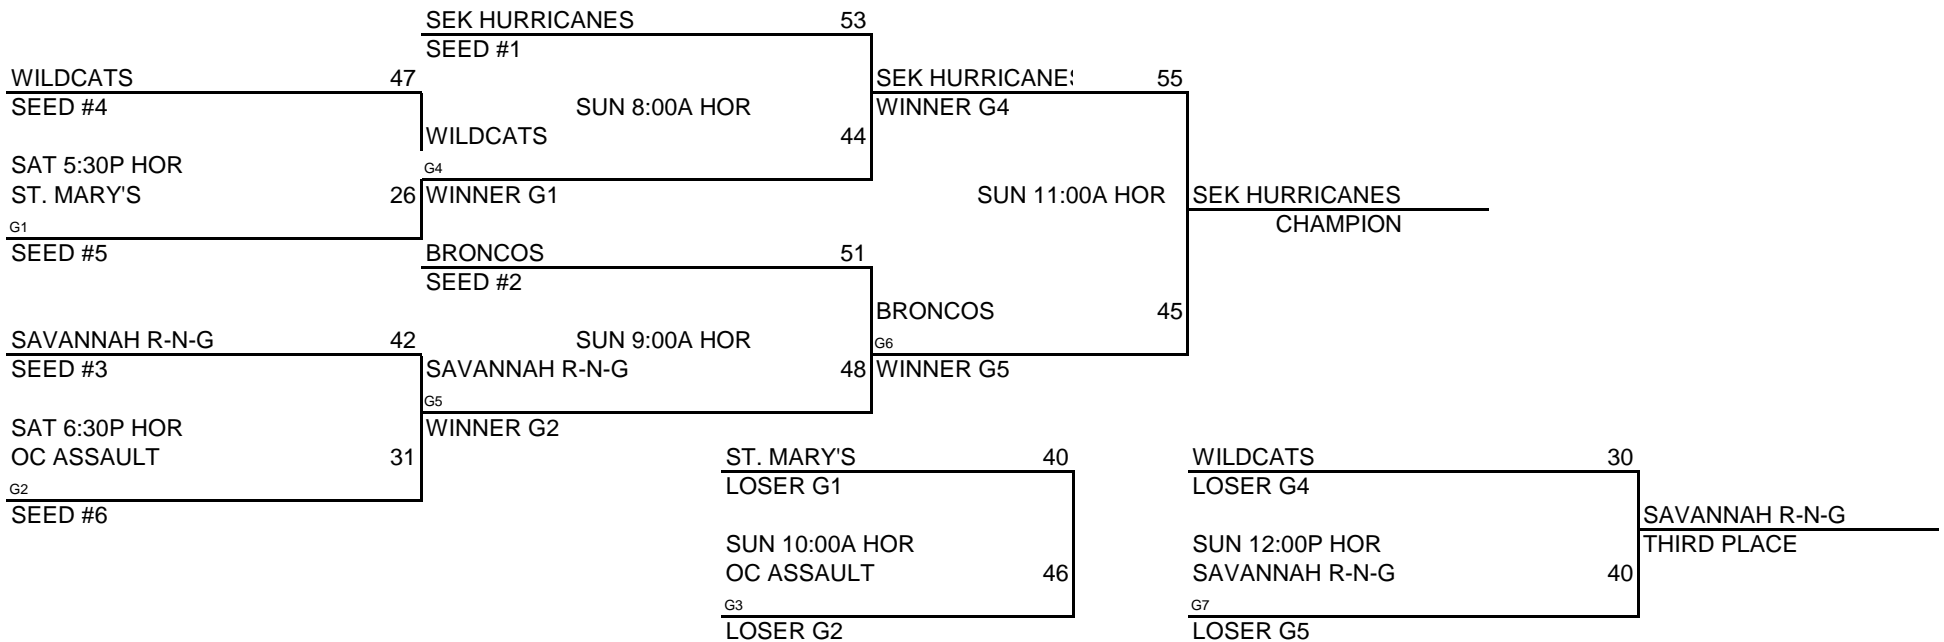 SEK HURRICANES 53
SEED #1
WILDCATS 47
SEED #4
SUN 8:00A HOR
SEK HURRICANES 55
WINNER G4
WILDCATS 44
SAT 5:30P HOR
G4
ST. MARY'S 26
WINNER G1
SUN 11:00A HOR
SEK HURRICANES
CHAMPION
G1
SEED #5
BRONCOS 51
SEED #2
BRONCOS 45
SAVANNAH R-N-G 42
SEED #3
SUN 9:00A HOR
G6
SAVANNAH R-N-G 48
WINNER G5
G5
SAT 6:30P HOR
WINNER G2
OC ASSAULT 31
G2
SEED #6
ST. MARY'S 40
LOSER G1
SUN 10:00A HOR
OC ASSAULT 46
G3
LOSER G2
WILDCATS 30
LOSER G4
SUN 12:00P HOR
SAVANNAH R-N-G 40
G7
LOSER G5
SAVANNAH R-N-G
THIRD PLACE